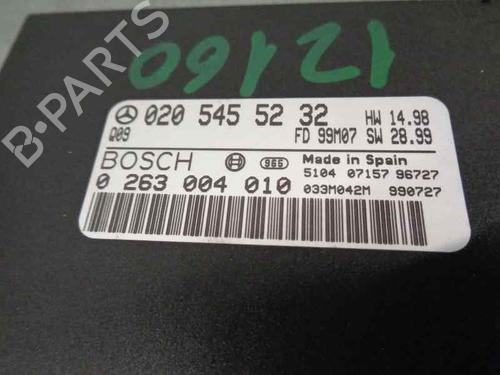 12160
020 545 52 32 HW 14.98
Q09 FD 99M07 SW 28.99
BOSCH 965 Made in Spain
5104 07157 96727
0 263 004 010 033M042M 990727
B-PARTS